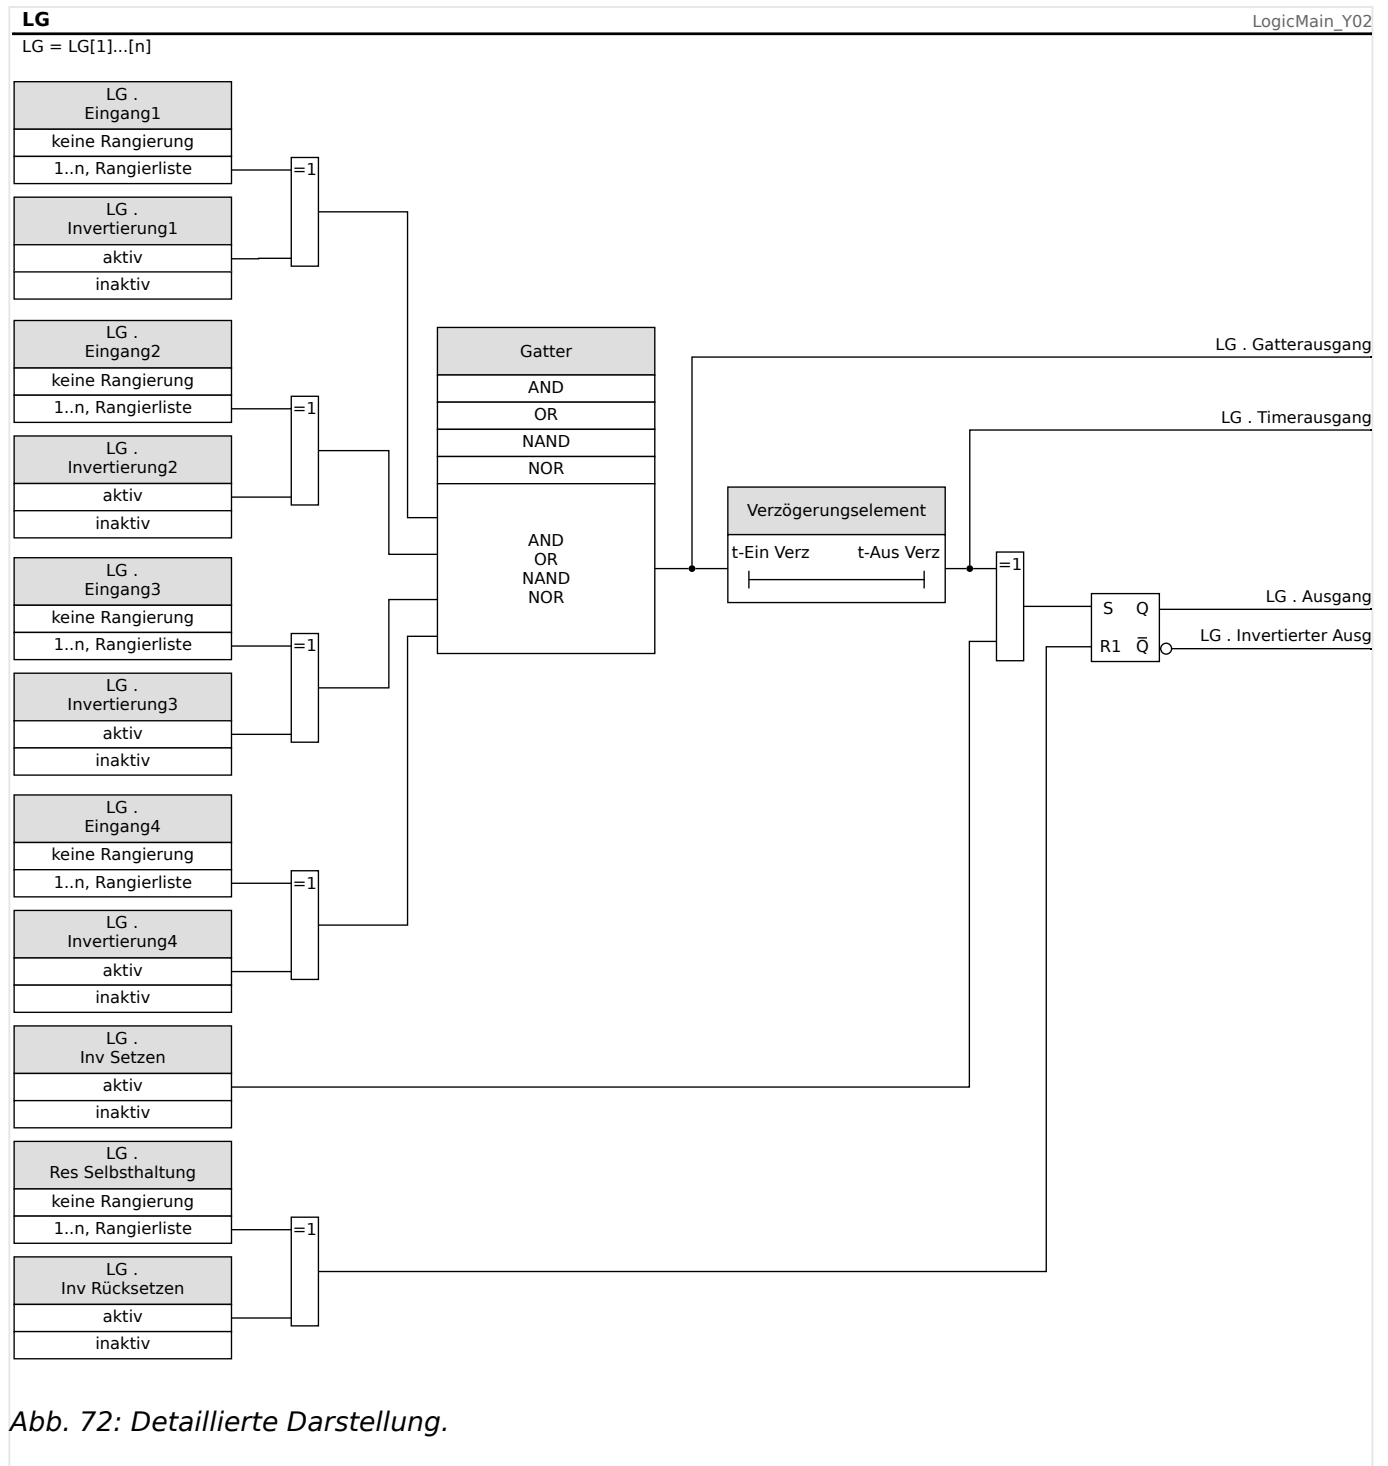 LG
LogicMain_Y02
LG = LG[1]...[n]
LG .
Eingang1
keine Rangierung
1..n, Rangierliste
=1
LG .
Invertierung1
aktiv
inaktiv
LG .
Eingang2
keine Rangierung
1..n, Rangierliste
=1
LG .
Invertierung2
aktiv
inaktiv
LG .
Eingang3
keine Rangierung
1..n, Rangierliste
=1
LG .
Invertierung3
aktiv
inaktiv
LG .
Eingang4
keine Rangierung
1..n, Rangierliste
=1
LG .
Invertierung4
aktiv
inaktiv
LG .
Inv Setzen
aktiv
inaktiv
LG .
Res Selbsthaltung
keine Rangierung
1..n, Rangierliste
=1
LG .
Inv Rücksetzen
aktiv
inaktiv
Gatter
AND
OR
NAND
NOR
AND
OR
NAND
NOR
Verzögerungselement
t-Ein Verz t-Aus Verz
=1
S Q
R1 Q̅
LG . Gatterausgang
LG . Timerausgang
LG . Ausgang
LG . Invertierter Ausg
Abb. 72: Detaillierte Darstellung.